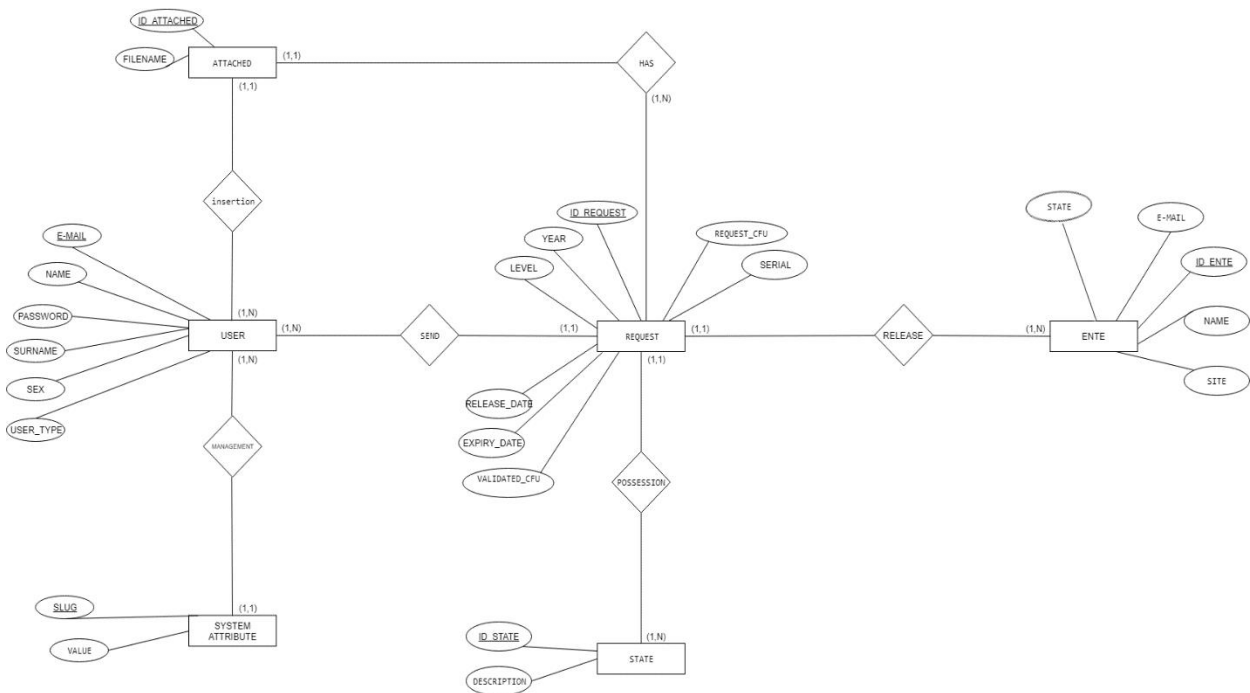 ID_ATTACHED
FILENAME
ATTACHED
(1,1)
HAS
(1,1)
(1,N)
insertion
STATE
E-MAIL
ID_REQUEST
REQUEST_CFU
E-MAIL
YEAR
ID_ENTE
NAME
LEVEL
SERIAL
PASSWORD
NAME
(1,N)
USER
(1,N)
SEND
(1,1)
REQUEST
(1,1)
RELEASE
(1,N)
ENTE
SURNAME
(1,N)
(1,1)
SEX
SITE
RELEASE_DATE
USER_TYPE
MANAGEMENT
EXPIRY_DATE
VALIDATED_CFU
POSSESSION
SLUG
(1,1)
SYSTEM
ATTRIBUTE
VALUE
(1,N)
ID_STATE
STATE
DESCRIPTION